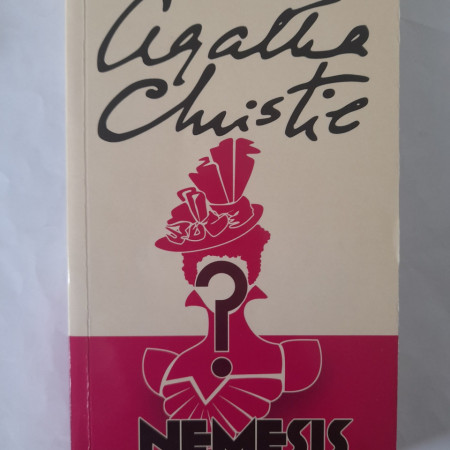 Agatha
Christie
?
NEMESIS